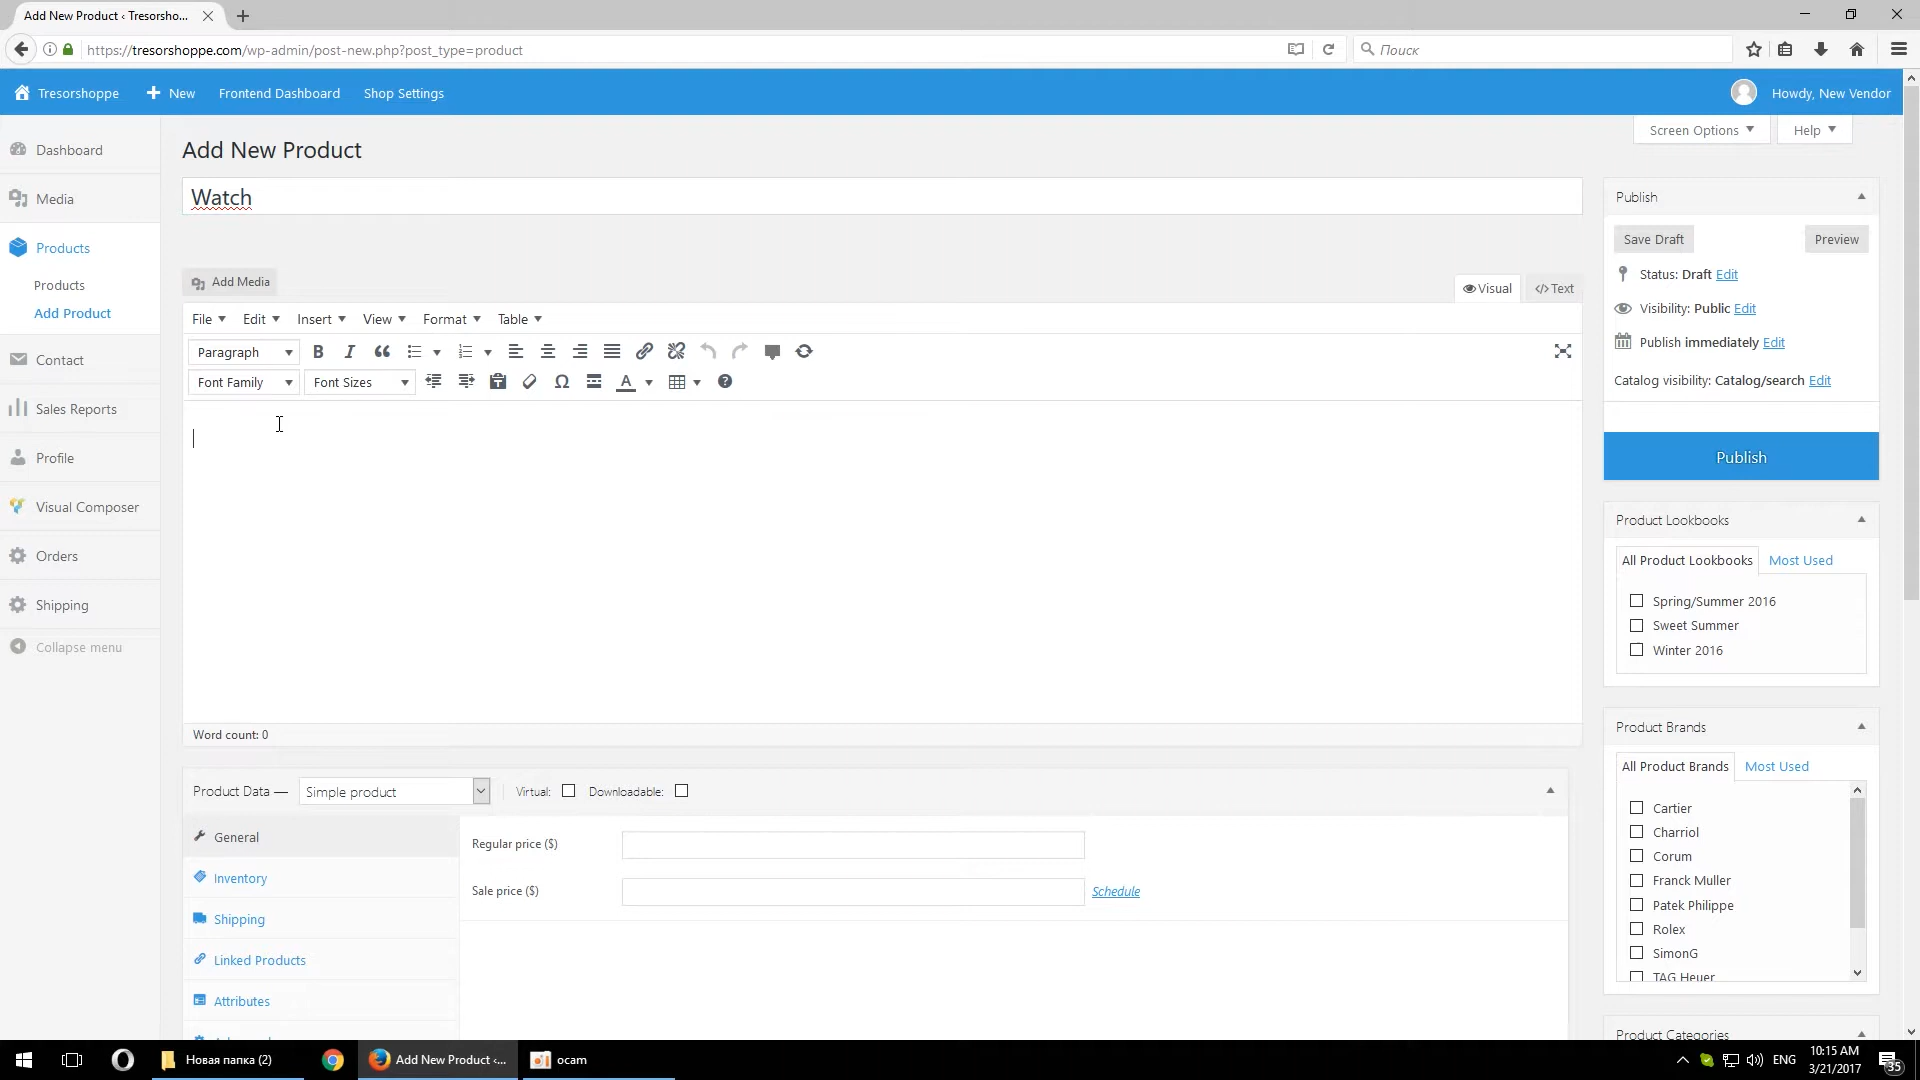 Add New Product ‹ Tresorsho...
https://tresorshoppe.com/wp-admin/post-new.php?post_type=product
Поиск
Tresorshoppe
New
Frontend Dashboard
Shop Settings
Howdy, New Vendor
Screen Options
Help
Dashboard
Media
Products
Products
Add Product
Contact
Sales Reports
Profile
Visual Composer
Orders
Shipping
Collapse menu
Add New Product
Watch
Add Media
Visual
Text
File
Edit
Insert
View
Format
Table
Paragraph
Font Family
Font Sizes
Word count: 0
Product Data —
Simple product
Virtual:
Downloadable:
General
Inventory
Shipping
Linked Products
Attributes
Regular price ($)
Sale price ($)
Schedule
Publish
Save Draft
Preview
Status: Draft Edit
Visibility: Public Edit
Publish immediately Edit
Catalog visibility: Catalog/search Edit
Publish
Product Lookbooks
All Product Lookbooks
Most Used
Spring/Summer 2016
Sweet Summer
Winter 2016
Product Brands
All Product Brands
Most Used
Cartier
Charriol
Corum
Franck Muller
Patek Philippe
Rolex
SimonG
TAG Heuer
Product Categories
Новая папка (2)
Add New Product ‹...
ocam
ENG
10:15 AM
3/21/2017
35